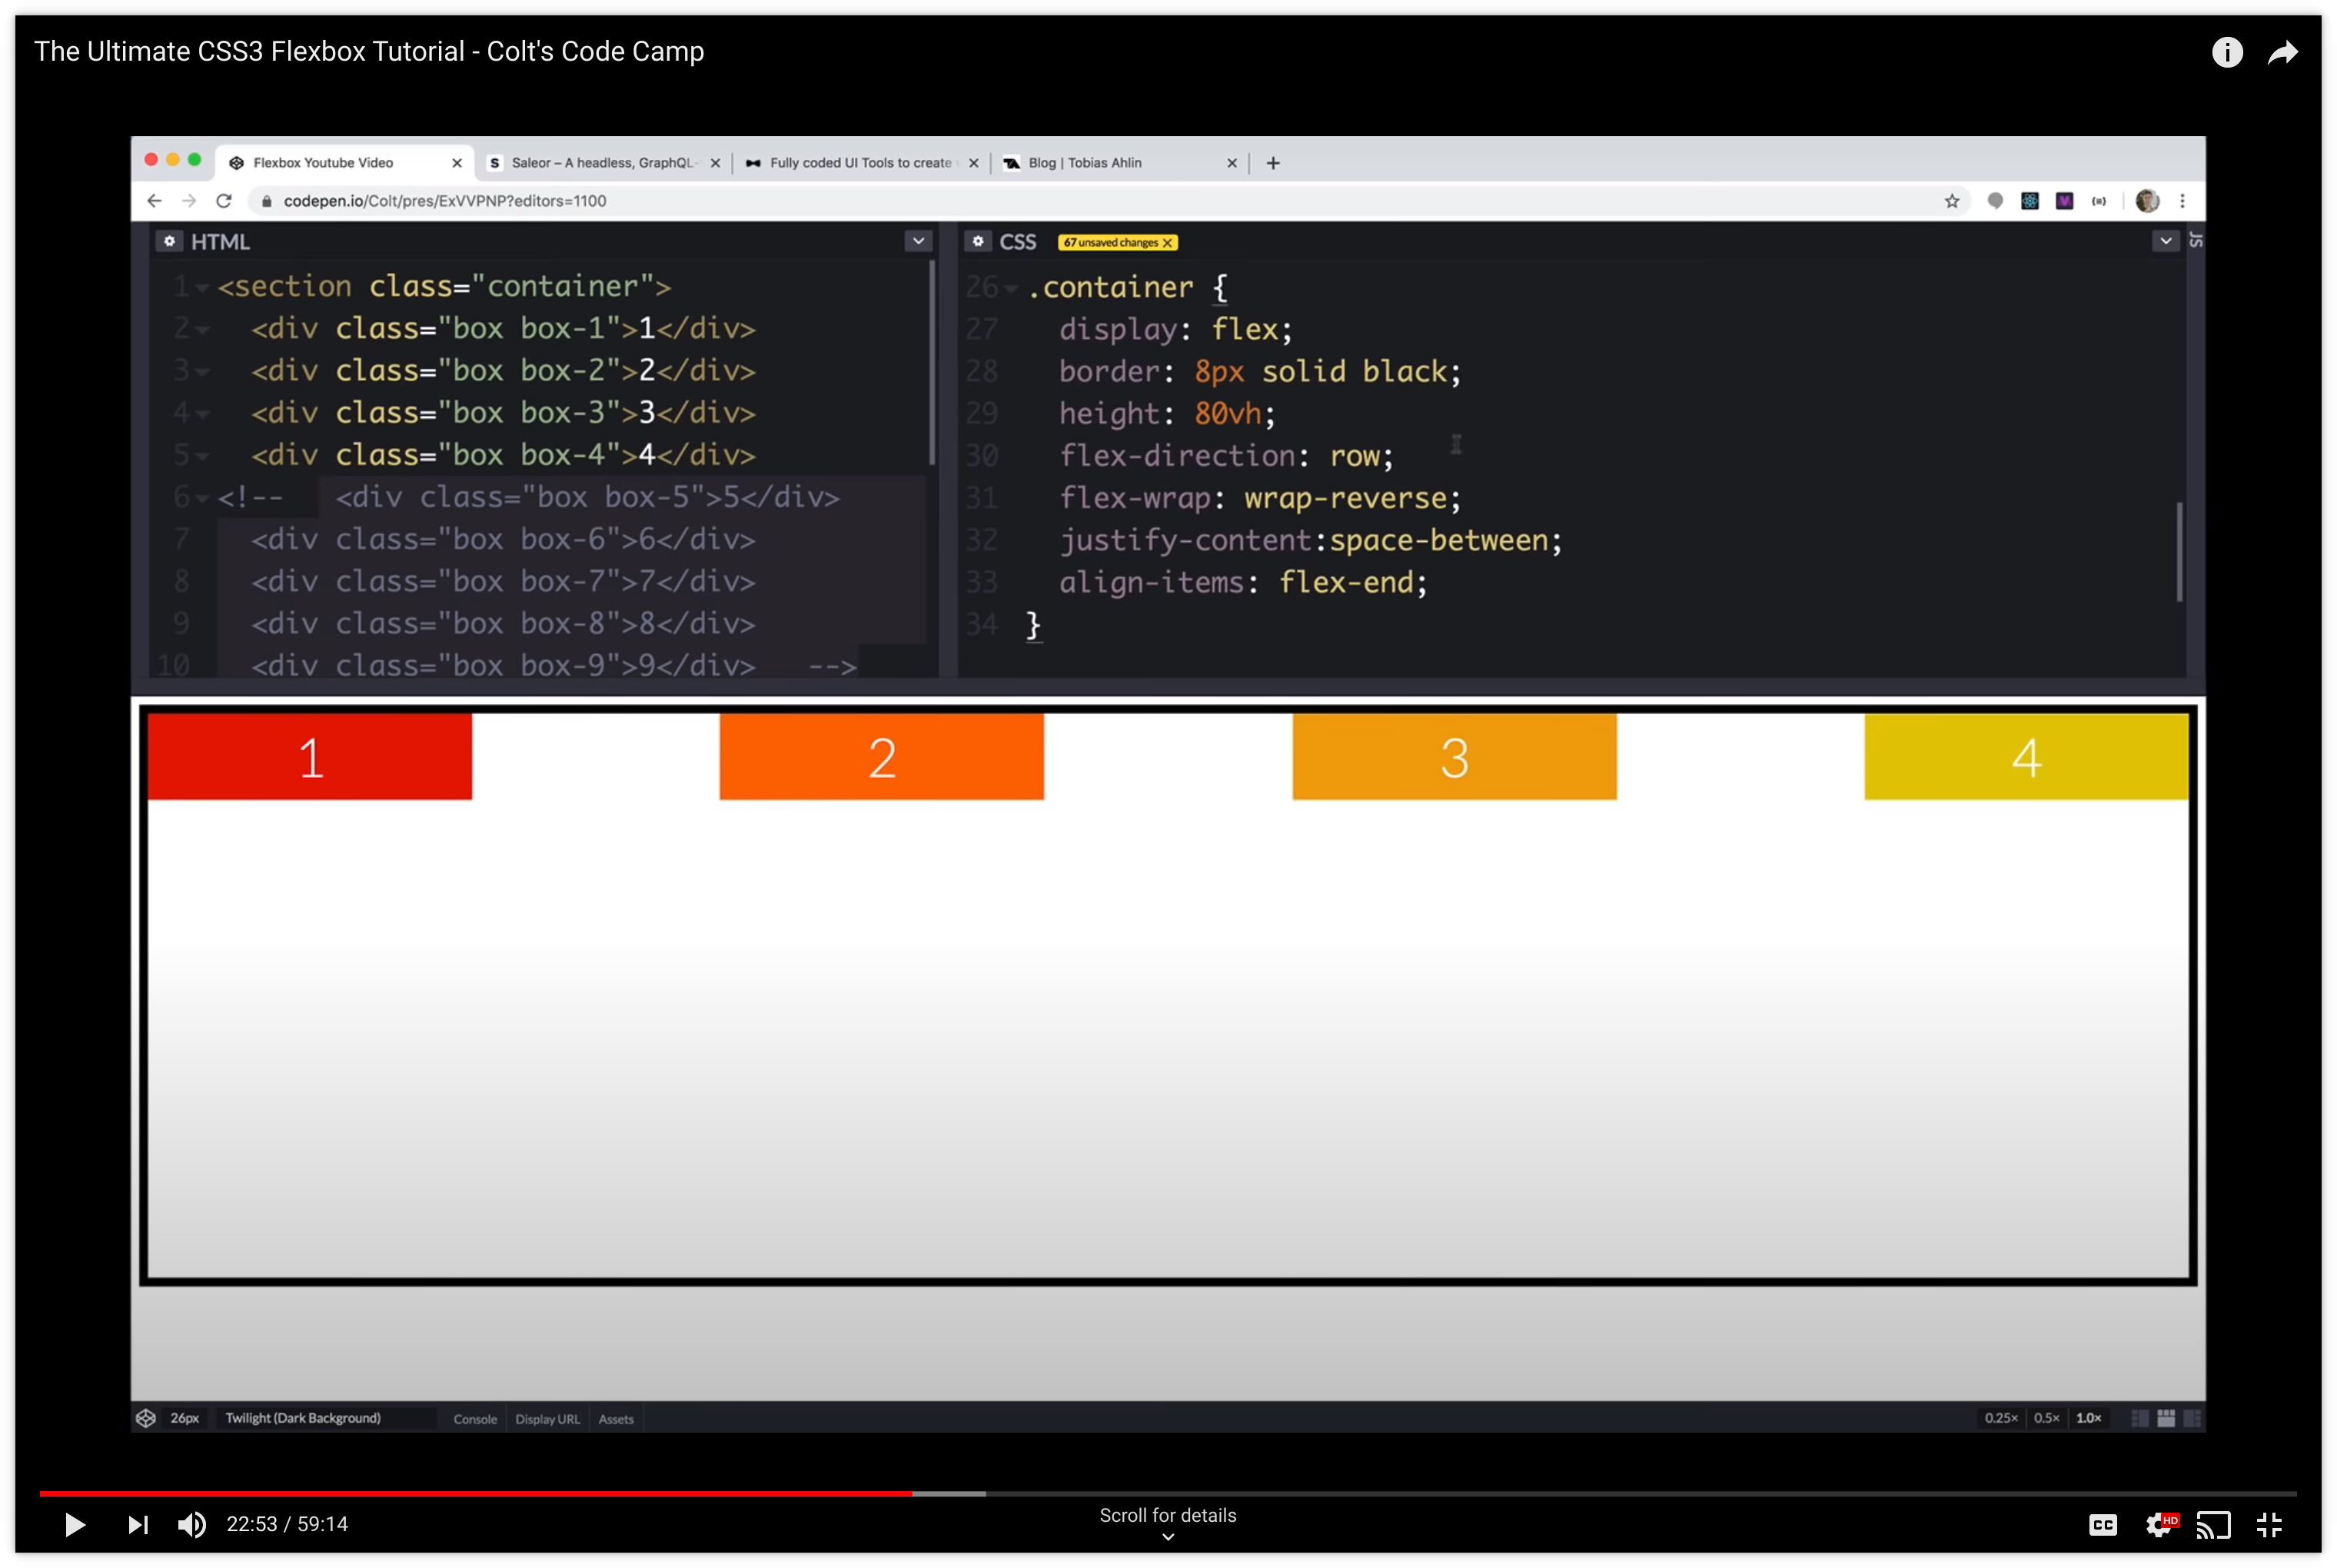 The Ultimate CSS3 Flexbox Tutorial - Colt's Code Camp
Flexbox Youtube Video
S Saleor – A headless, GraphQL-
Fully coded UI Tools to create
TA Blog | Tobias Ahlin
codepen.io/Colt/pres/ExVVPNP?editors=1100
HTML
1 <section class="container">
2 <div class="box box-1">1</div>
3 <div class="box box-2">2</div>
4 <div class="box box-3">3</div>
5 <div class="box box-4">4</div>
6 <!-- <div class="box box-5">5</div>
7 <div class="box box-6">6</div>
8 <div class="box box-7">7</div>
9 <div class="box box-8">8</div>
10 <div class="box box-9">9</div> -->
CSS 67 unsaved changes X
JS
26 .container {
27 display: flex;
28 border: 8px solid black;
29 height: 80vh;
30 flex-direction: row;
31 flex-wrap: wrap-reverse;
32 justify-content:space-between;
33 align-items: flex-end;
34 }
1 2 3 4
26px Twilight (Dark Background) Console Display URL Assets 0.25× 0.5× 1.0×
22:53 / 59:14
Scroll for details
CC HD